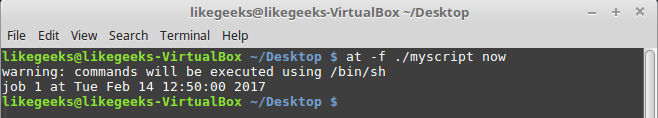 likegeeks@likegeeks-VirtualBox ~/Desktop
File Edit View Search Terminal Help
likegeeks@likegeeks-VirtualBox ~/Desktop $ at -f ./myscript now
warning: commands will be executed using /bin/sh
job 1 at Tue Feb 14 12:50:00 2017
likegeeks@likegeeks-VirtualBox ~/Desktop $